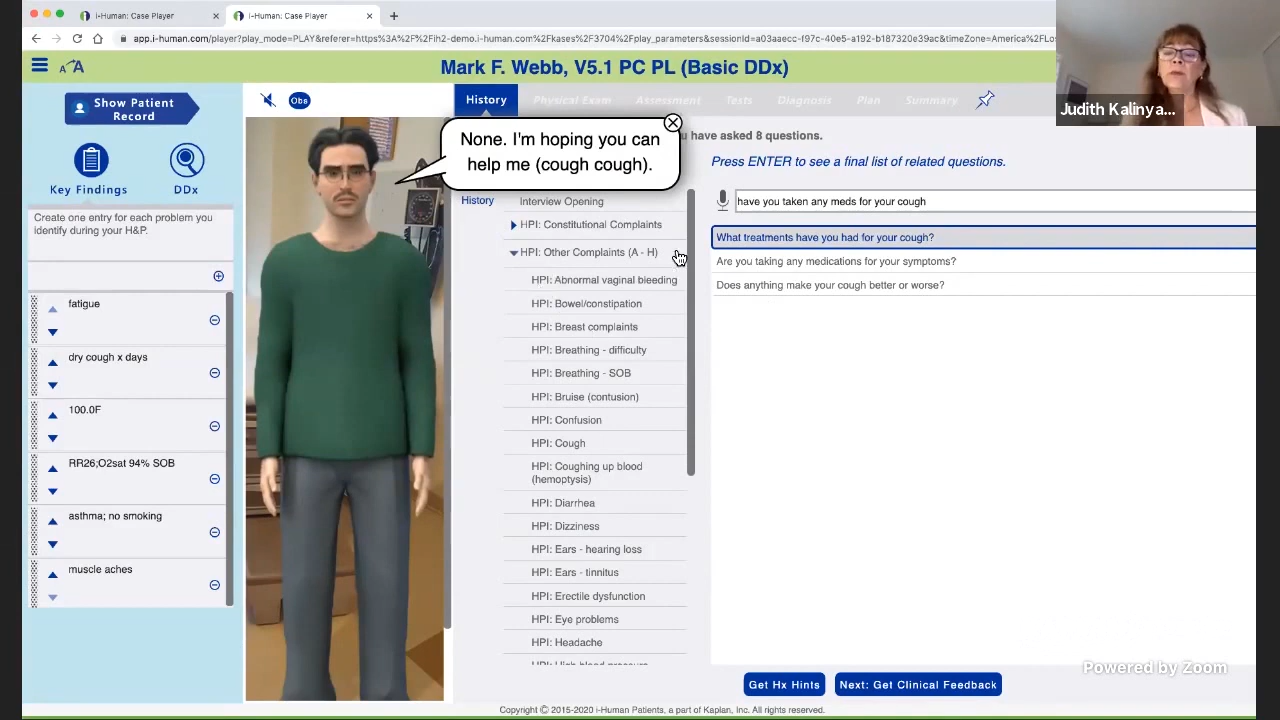 i-Human: Case Player
i-Human: Case Player
app.i-human.com/player?play_mode=PLAY&referer=https%3A%2F%2Fih2-demo.i-human.com%2Fkases%2F3704%2Fplay_parameters&sessionId=a03aaecc-f97c-40e5-a192-b187320e39ac&timeZone=America%2FLos
AA
Mark F. Webb, V5.1 PC PL (Basic DDx)
Judith Kalinya...
Show Patient
Record
Obs
History
Physical Exam
Assessment
Tests
Diagnosis
Plan
Summary
None. I'm hoping you can
help me (cough cough).
have asked 8 questions.
Press ENTER to see a final list of related questions.
Key Findings
DDx
Create one entry for each problem you
identify during your H&P.
fatigue
dry cough x days
100.0F
RR26;O2sat 94% SOB
asthma; no smoking
muscle aches
History
Interview Opening
HPI: Constitutional Complaints
HPI: Other Complaints (A - H)
HPI: Abnormal vaginal bleeding
HPI: Bowel/constipation
HPI: Breast complaints
HPI: Breathing - difficulty
HPI: Breathing - SOB
HPI: Bruise (contusion)
HPI: Confusion
HPI: Cough
HPI: Coughing up blood
(hemoptysis)
HPI: Diarrhea
HPI: Dizziness
HPI: Ears - hearing loss
HPI: Ears - tinnitus
HPI: Erectile dysfunction
HPI: Eye problems
HPI: Headache
HPI: High blood pressure
have you taken any meds for your cough
What treatments have you had for your cough?
Are you taking any medications for your symptoms?
Does anything make your cough better or worse?
Powered by Zoom
Get Hx Hints
Next: Get Clinical Feedback
Copyright © 2015-2020 i-Human Patients, a part of Kaplan, Inc. All rights reserved.